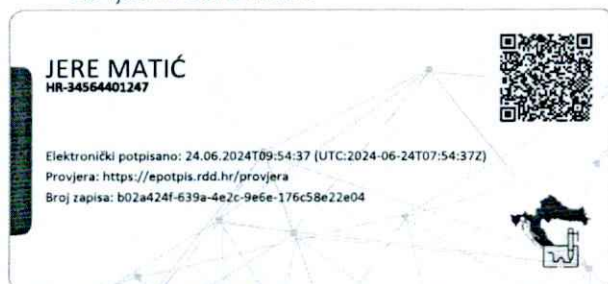 JERE MATIĆ
HR-34564401247
Elektronički potpisano: 24.06.2024T09:54:37 (UTC:2024-06-24T07:54:37Z)
Provjera: https://epotpis.rdd.hr/provjera
Broj zapisa: b02a424f-639a-4e2c-9e6e-176c58e22e04